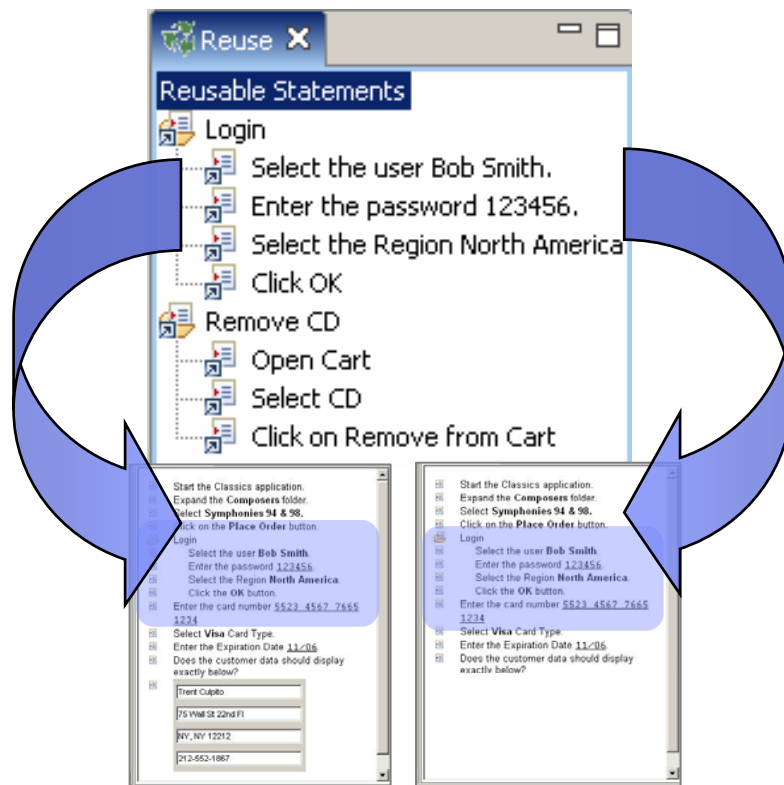 Reuse
Reusable Statements
Login
Select the user Bob Smith.
Enter the password 123456.
Select the Region North America
Click OK
Remove CD
Open Cart
Select CD
Click on Remove from Cart
Start the Classics application.
Expand the Composers folder.
Select Symphonies 94 & 98.
Click on the Place Order button.
Login
Select the user Bob Smith.
Enter the password 123456.
Select the Region North America.
Click the OK button.
Enter the card number 5523 4567 7665
1234
Select Visa Card Type.
Enter the Expiration Date 11/06.
Does the customer data should display
exactly below?
Trent Culpito
75 Wall St 22nd Fl
NY, NY 12212
212-552-1867
Start the Classics application.
Expand the Composers folder.
Select Symphonies 94 & 98.
Click on the Place Order button.
Login
Select the user Bob Smith.
Enter the password 123456.
Select the Region North America.
Click the OK button.
Enter the card number 5523 4567 7665
1234
Select Visa Card Type.
Enter the Expiration Date 11/06.
Does the customer data should display
exactly below?